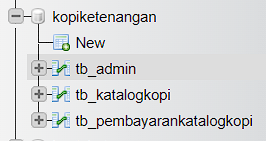 kopiketenangan
New
tb_admin
tb_katalogkopi
tb_pembayarankatalogkopi